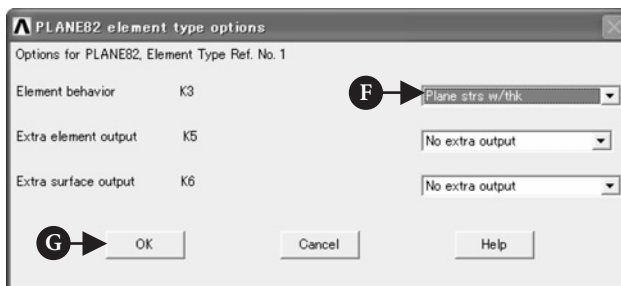 PLANE82 element type options
Options for PLANE82, Element Type Ref. No. 1
Element behavior K3 F Plane strs w/thk
Extra element output K5 No extra output
Extra surface output K6 No extra output
G OK Cancel Help